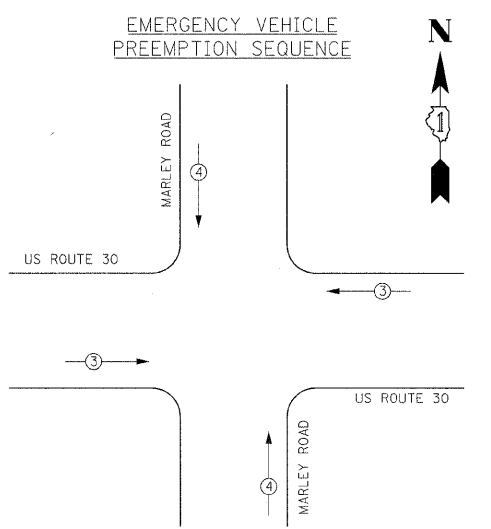 EMERGENCY VEHICLE
PREEMPTION SEQUENCE
N
1
MARLEY ROAD
4
US ROUTE 30
3
3
US ROUTE 30
MARLEY ROAD
4